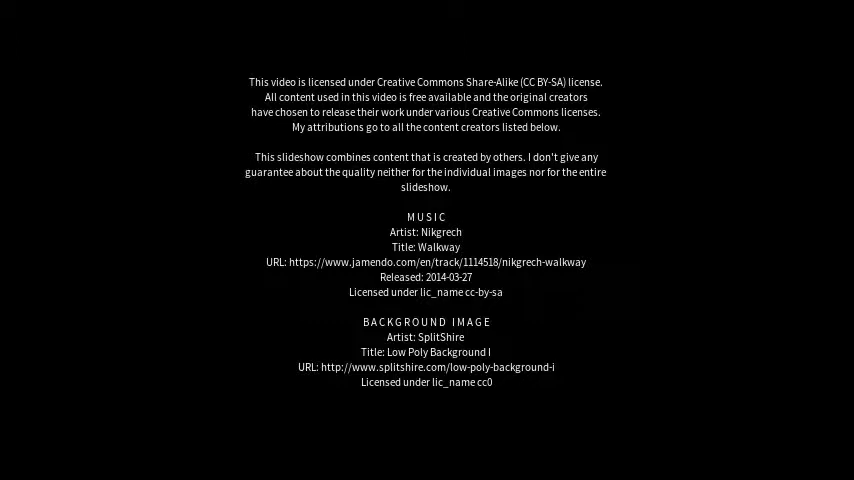 This video is licensed under Creative Commons Share-Alike (CC BY-SA) license.
All content used in this video is free available and the original creators
have chosen to release their work under various Creative Commons licenses.
My attributions go to all the content creators listed below.
This slideshow combines content that is created by others. I don't give any
guarantee about the quality neither for the individual images nor for the entire
slideshow.
MUSIC
Artist: Nikgrech
Title: Walkway
URL: https://www.jamendo.com/en/track/1114518/nikgrech-walkway
Released: 2014-03-27
Licensed under lic_name cc-by-sa
BACKGROUND IMAGE
Artist: SplitShire
Title: Low Poly Background I
URL: http://www.splitshire.com/low-poly-background-i
Licensed under lic_name cc0